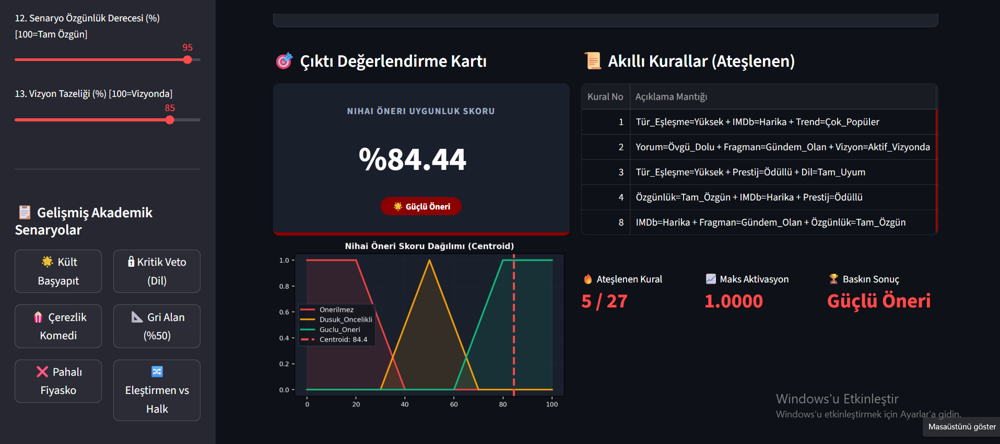 12. Senaryo Özgünlük Derecesi (%)
[100=Tam Özgün]
95
13. Vizyon Tazeliği (%) [100=Vizyonda]
85
Gelişmiş Akademik
Senaryolar
Kült
Başyapıt
Kritik Veto
(Dil)
Çerezlik
Komedi
Gri Alan
(%50)
Pahalı
Fiyasko
Eleştirmen vs
Halk
Çıktı Değerlendirme Kartı
NIHAI ÖNERI UYGUNLUK SKORU
%84.44
Güçlü Öneri
Nihai Öneri Skoru Dağılımı (Centroid)
1.0
0.8
0.6
0.4
0.2
0.0
Onerilmez
Dusuk_Oncelikli
Guclu_Oneri
Centroid: 84.4
0 20 40 60 80 100
Akıllı Kurallar (Ateşlenen)
Kural No Açıklama Mantığı
1 Tür_Eşleşme=Yüksek + IMDb=Harika + Trend=Çok_Popüler
2 Yorum=Övgü_Dolu + Fragman=Gündem_Olan + Vizyon=Aktif_Vizyonda
3 Tür_Eşleşme=Yüksek + Prestij=Ödüllü + Dil=Tam_Uyum
4 Özgünlük=Tam_Özgün + IMDb=Harika + Prestij=Ödüllü
8 IMDb=Harika + Fragman=Gündem_Olan + Özgünlük=Tam_Özgün
Ateşlenen Kural
5 / 27
Maks Aktivasyon
1.0000
Baskın Sonuç
Güçlü Öneri
Windows'u Etkinleştir
Windows'u etkinleştirmek için Ayarlar'a gidin.
Masaüstünü göster